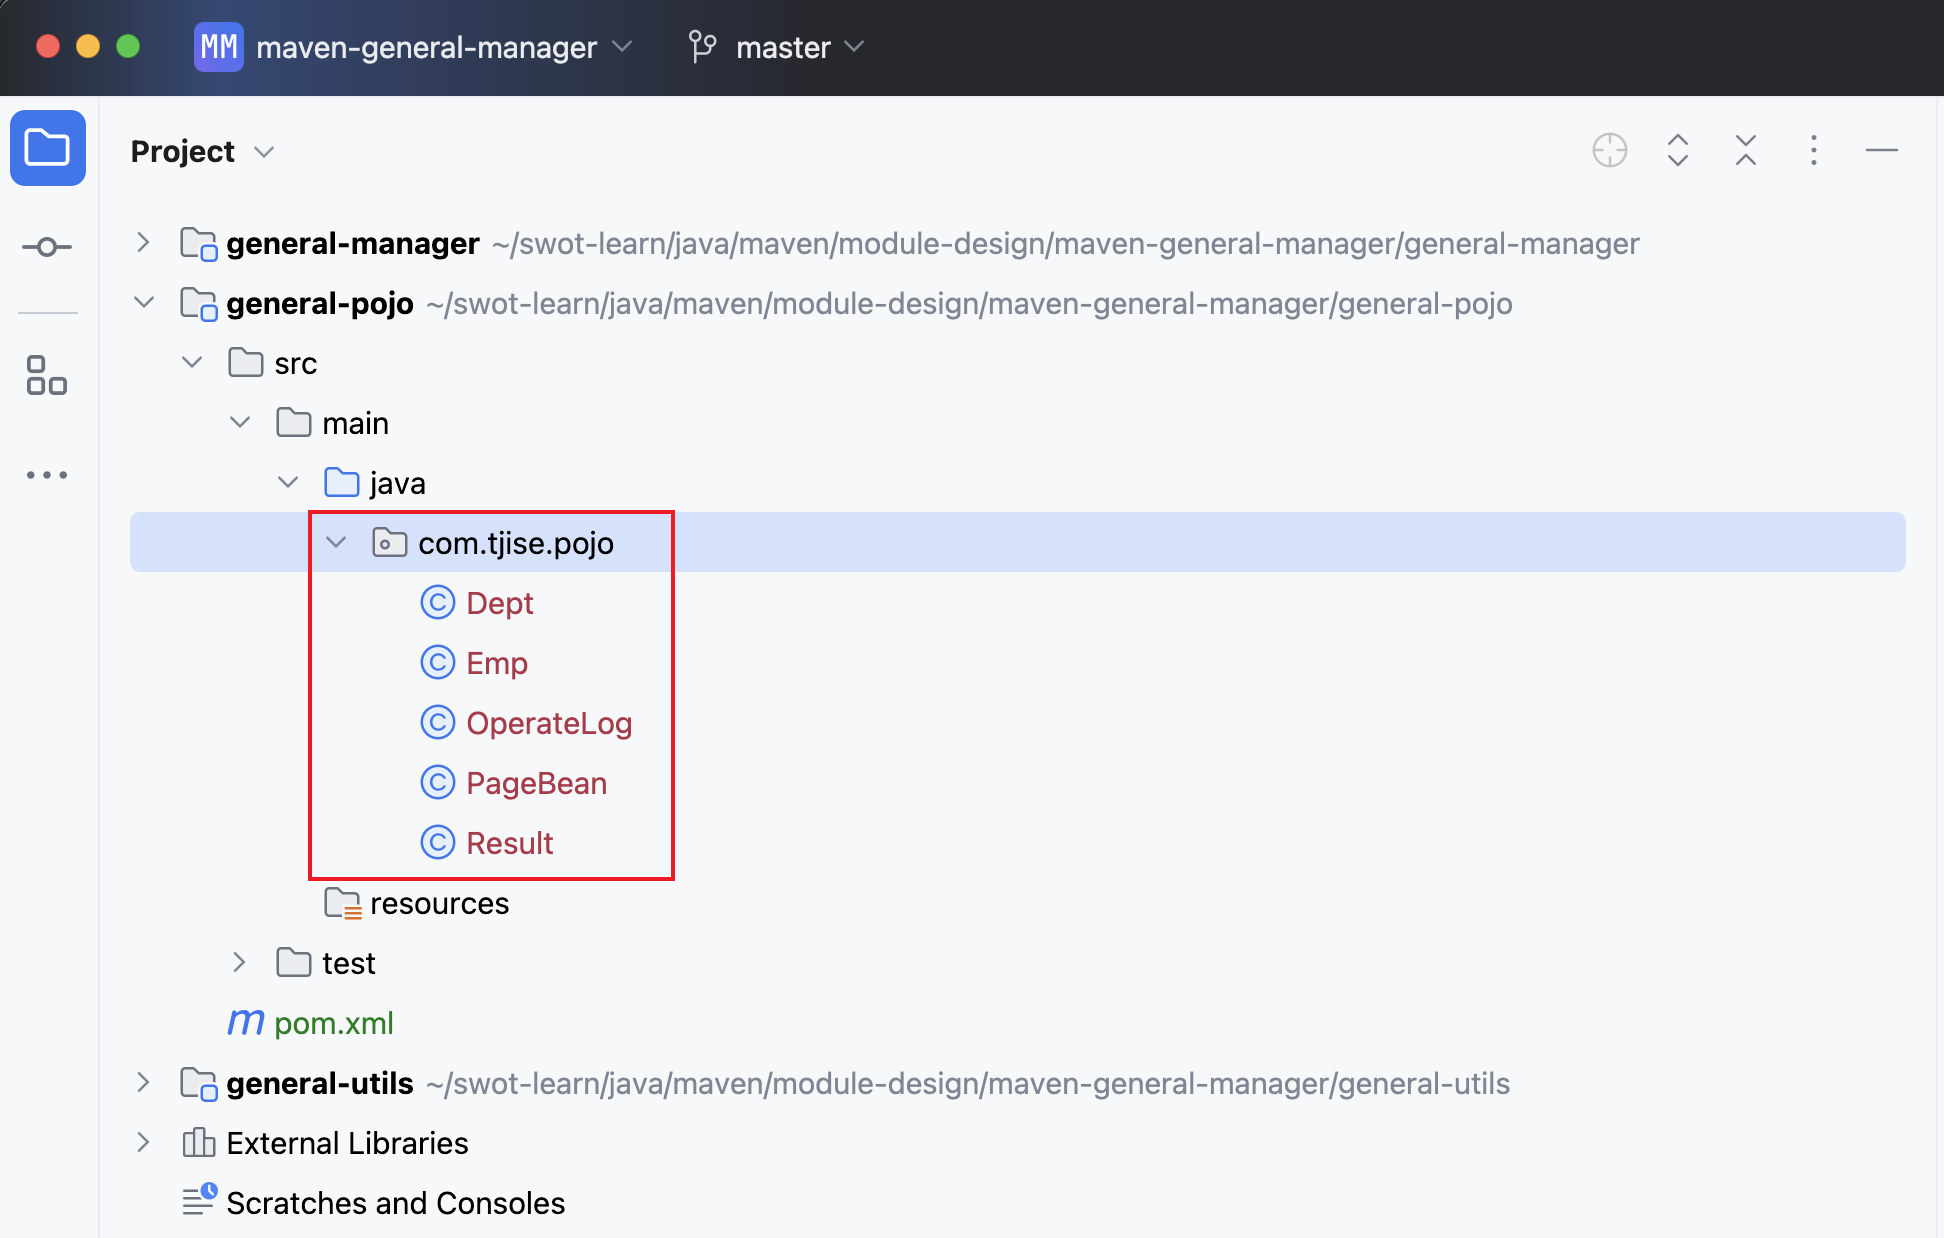 MM maven-general-manager master
Project
general-manager ~/swot-learn/java/maven/module-design/maven-general-manager/general-manager
general-pojo ~/swot-learn/java/maven/module-design/maven-general-manager/general-pojo
src
main
java
com.tjise.pojo
C Dept
C Emp
C OperateLog
C PageBean
C Result
resources
test
m pom.xml
general-utils ~/swot-learn/java/maven/module-design/maven-general-manager/general-utils
External Libraries
Scratches and Consoles